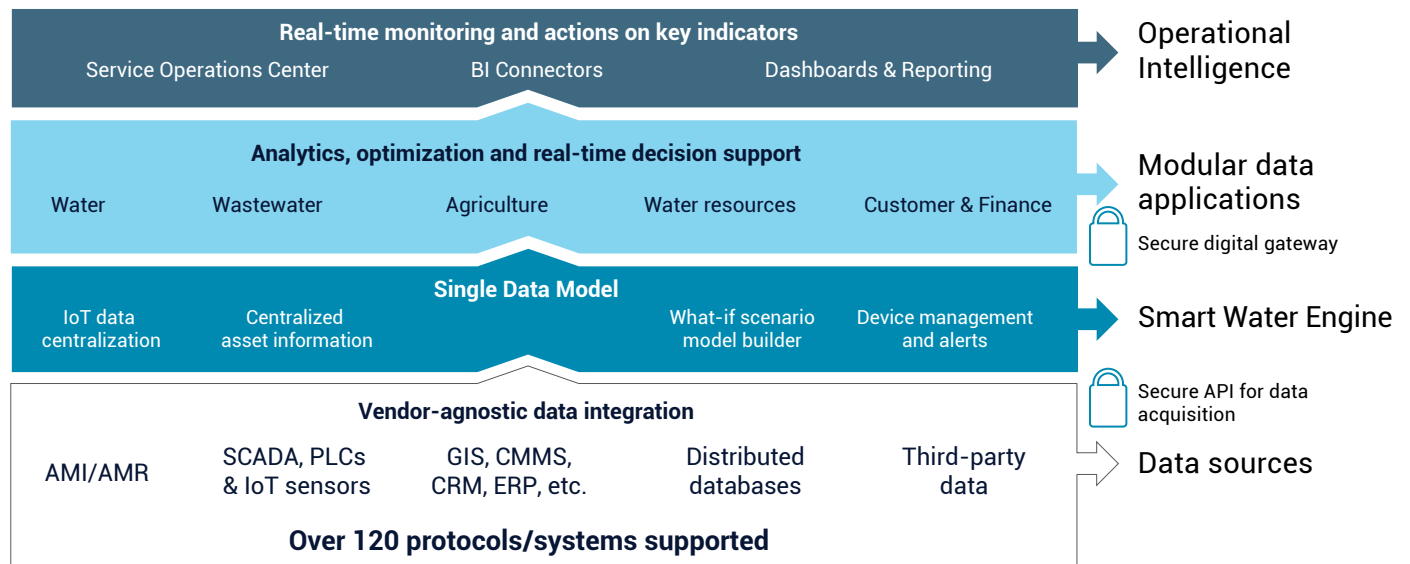 Real-time monitoring and actions on key indicators
Service Operations Center
BI Connectors
Dashboards & Reporting
Operational
Intelligence
Analytics, optimization and real-time decision support
Water
Wastewater
Agriculture
Water resources
Customer & Finance
Modular data
applications
Secure digital gateway
Single Data Model
IoT data
centralization
Centralized
asset information
What-if scenario
model builder
Device management
and alerts
Smart Water Engine
Secure API for data
acquisition
Vendor-agnostic data integration
AMI/AMR
SCADA, PLCs
& IoT sensors
GIS, CMMS,
CRM, ERP, etc.
Distributed
databases
Third-party
data
Data sources
Over 120 protocols/systems supported